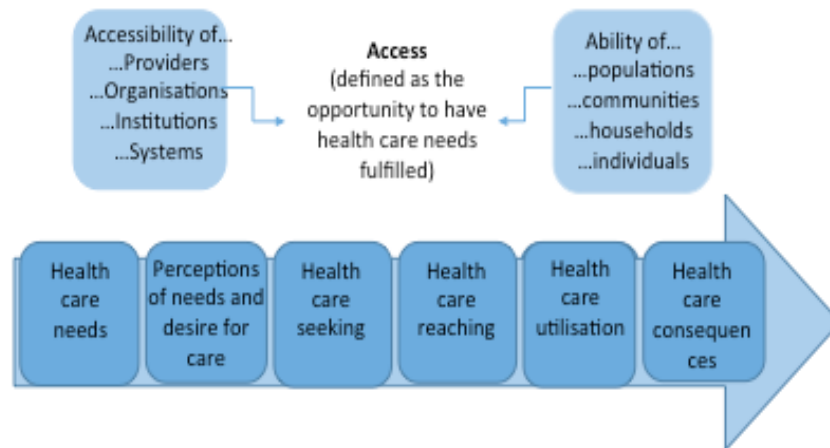 Accessibility of...
...Providers
...Organisations
...Institutions
...Systems
Access
(defined as the
opportunity to have
health care needs
fulfilled)
Ability of...
...populations
...communities
...households
...individuals
Health
care
needs
Perceptions
of needs and
desire for
care
Health
care
seeking
Health
care
reaching
Health
care
utilisation
Health
care
consequen
ces